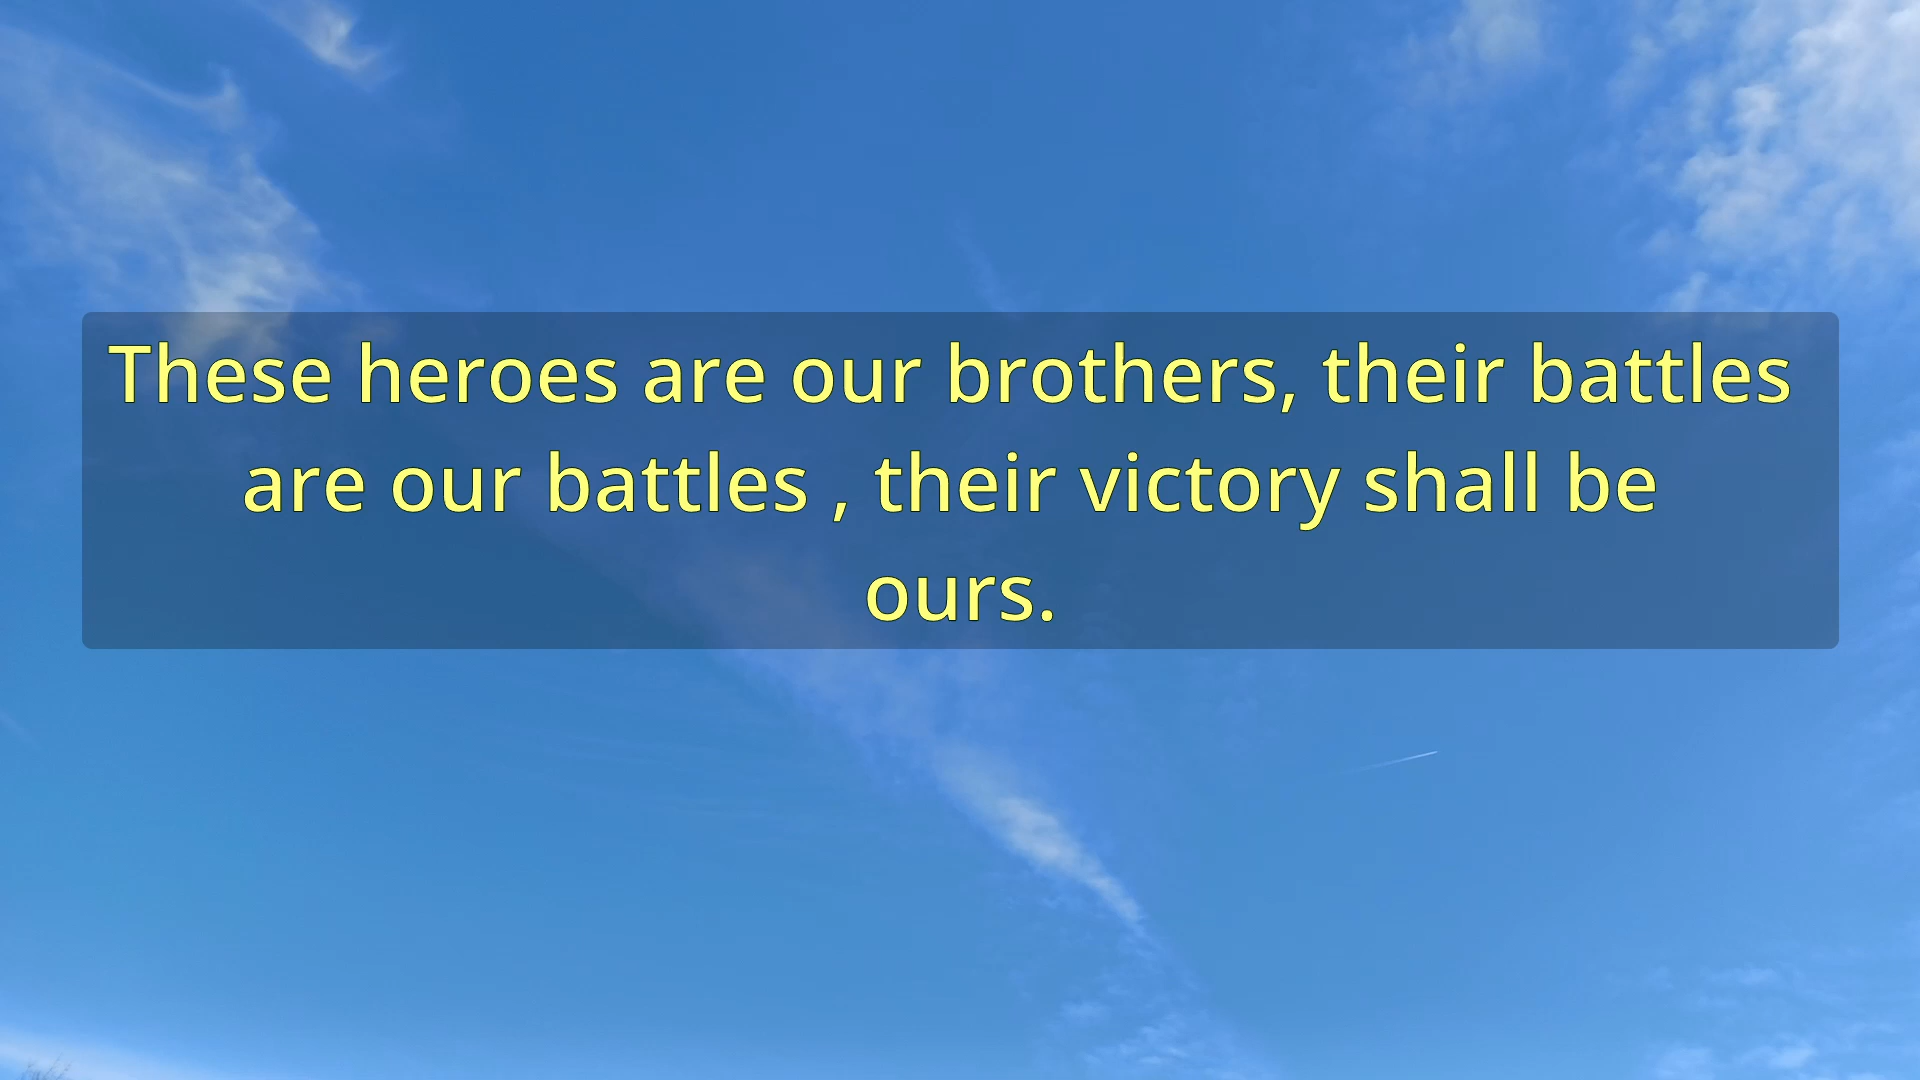 These heroes are our brothers, their battles
are our battles , their victory shall be
ours.